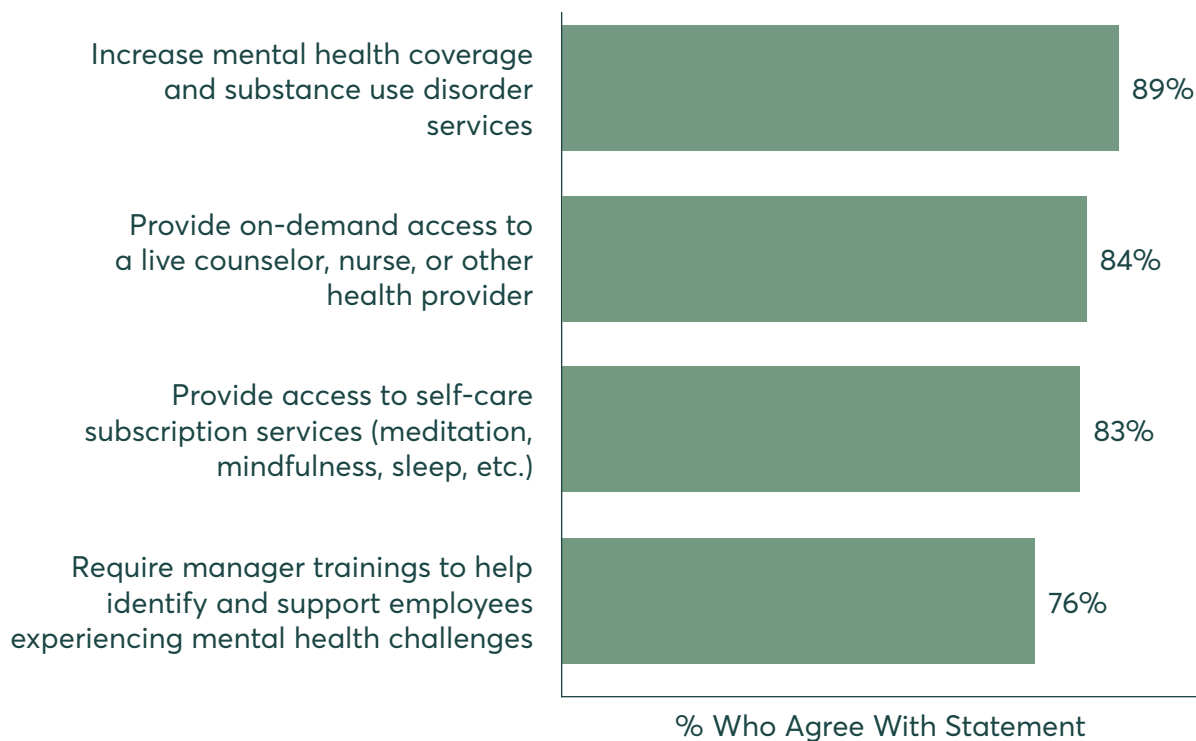 Increase mental health coverage
and substance use disorder
services
89%
Provide on-demand access to
a live counselor, nurse, or other
health provider
84%
Provide access to self-care
subscription services (meditation,
mindfulness, sleep, etc.)
83%
Require manager trainings to help
identify and support employees
experiencing mental health challenges
76%
% Who Agree With Statement